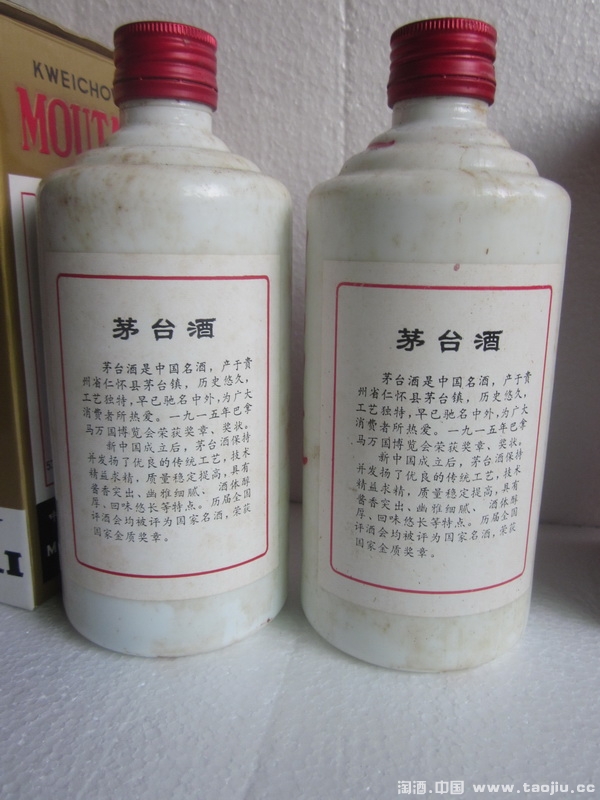 KWEICHO
MOUTA
茅台酒
茅台酒是中国名酒，产于贵
州省仁怀县茅台镇，历史悠久，
工艺独特，早已驰名中外，为广大
消费者所热爱。一九一五年巴拿
马万国博览会荣获奖章、奖状。
新中国成立后，茅台酒保持
并发扬了优良的传统工艺，技术
精益求精，质量稳定提高，具有
酱香突出、幽雅细腻、酒体醇
厚、回味悠长等特点。历届全国
评酒会均被评为国家名酒，荣获
国家金质奖章。
茅台酒
茅台酒是中国名酒，产于贵
州省仁怀县茅台镇，历史悠久，
工艺独特，早已驰名中外，为广大
消费者所热爱。一九一五年巴拿
马万国博览会荣获奖章、奖状。
新中国成立后，茅台酒保持
并发扬了优良的传统工艺，技术
精益求精，质量稳定提高，具有
酱香突出、幽雅细腻、酒体醇
厚、回味悠长等特点。历届全国
评酒会均被评为国家名酒，荣获
国家金质奖章。
淘酒.中国 www.taojiu.cc